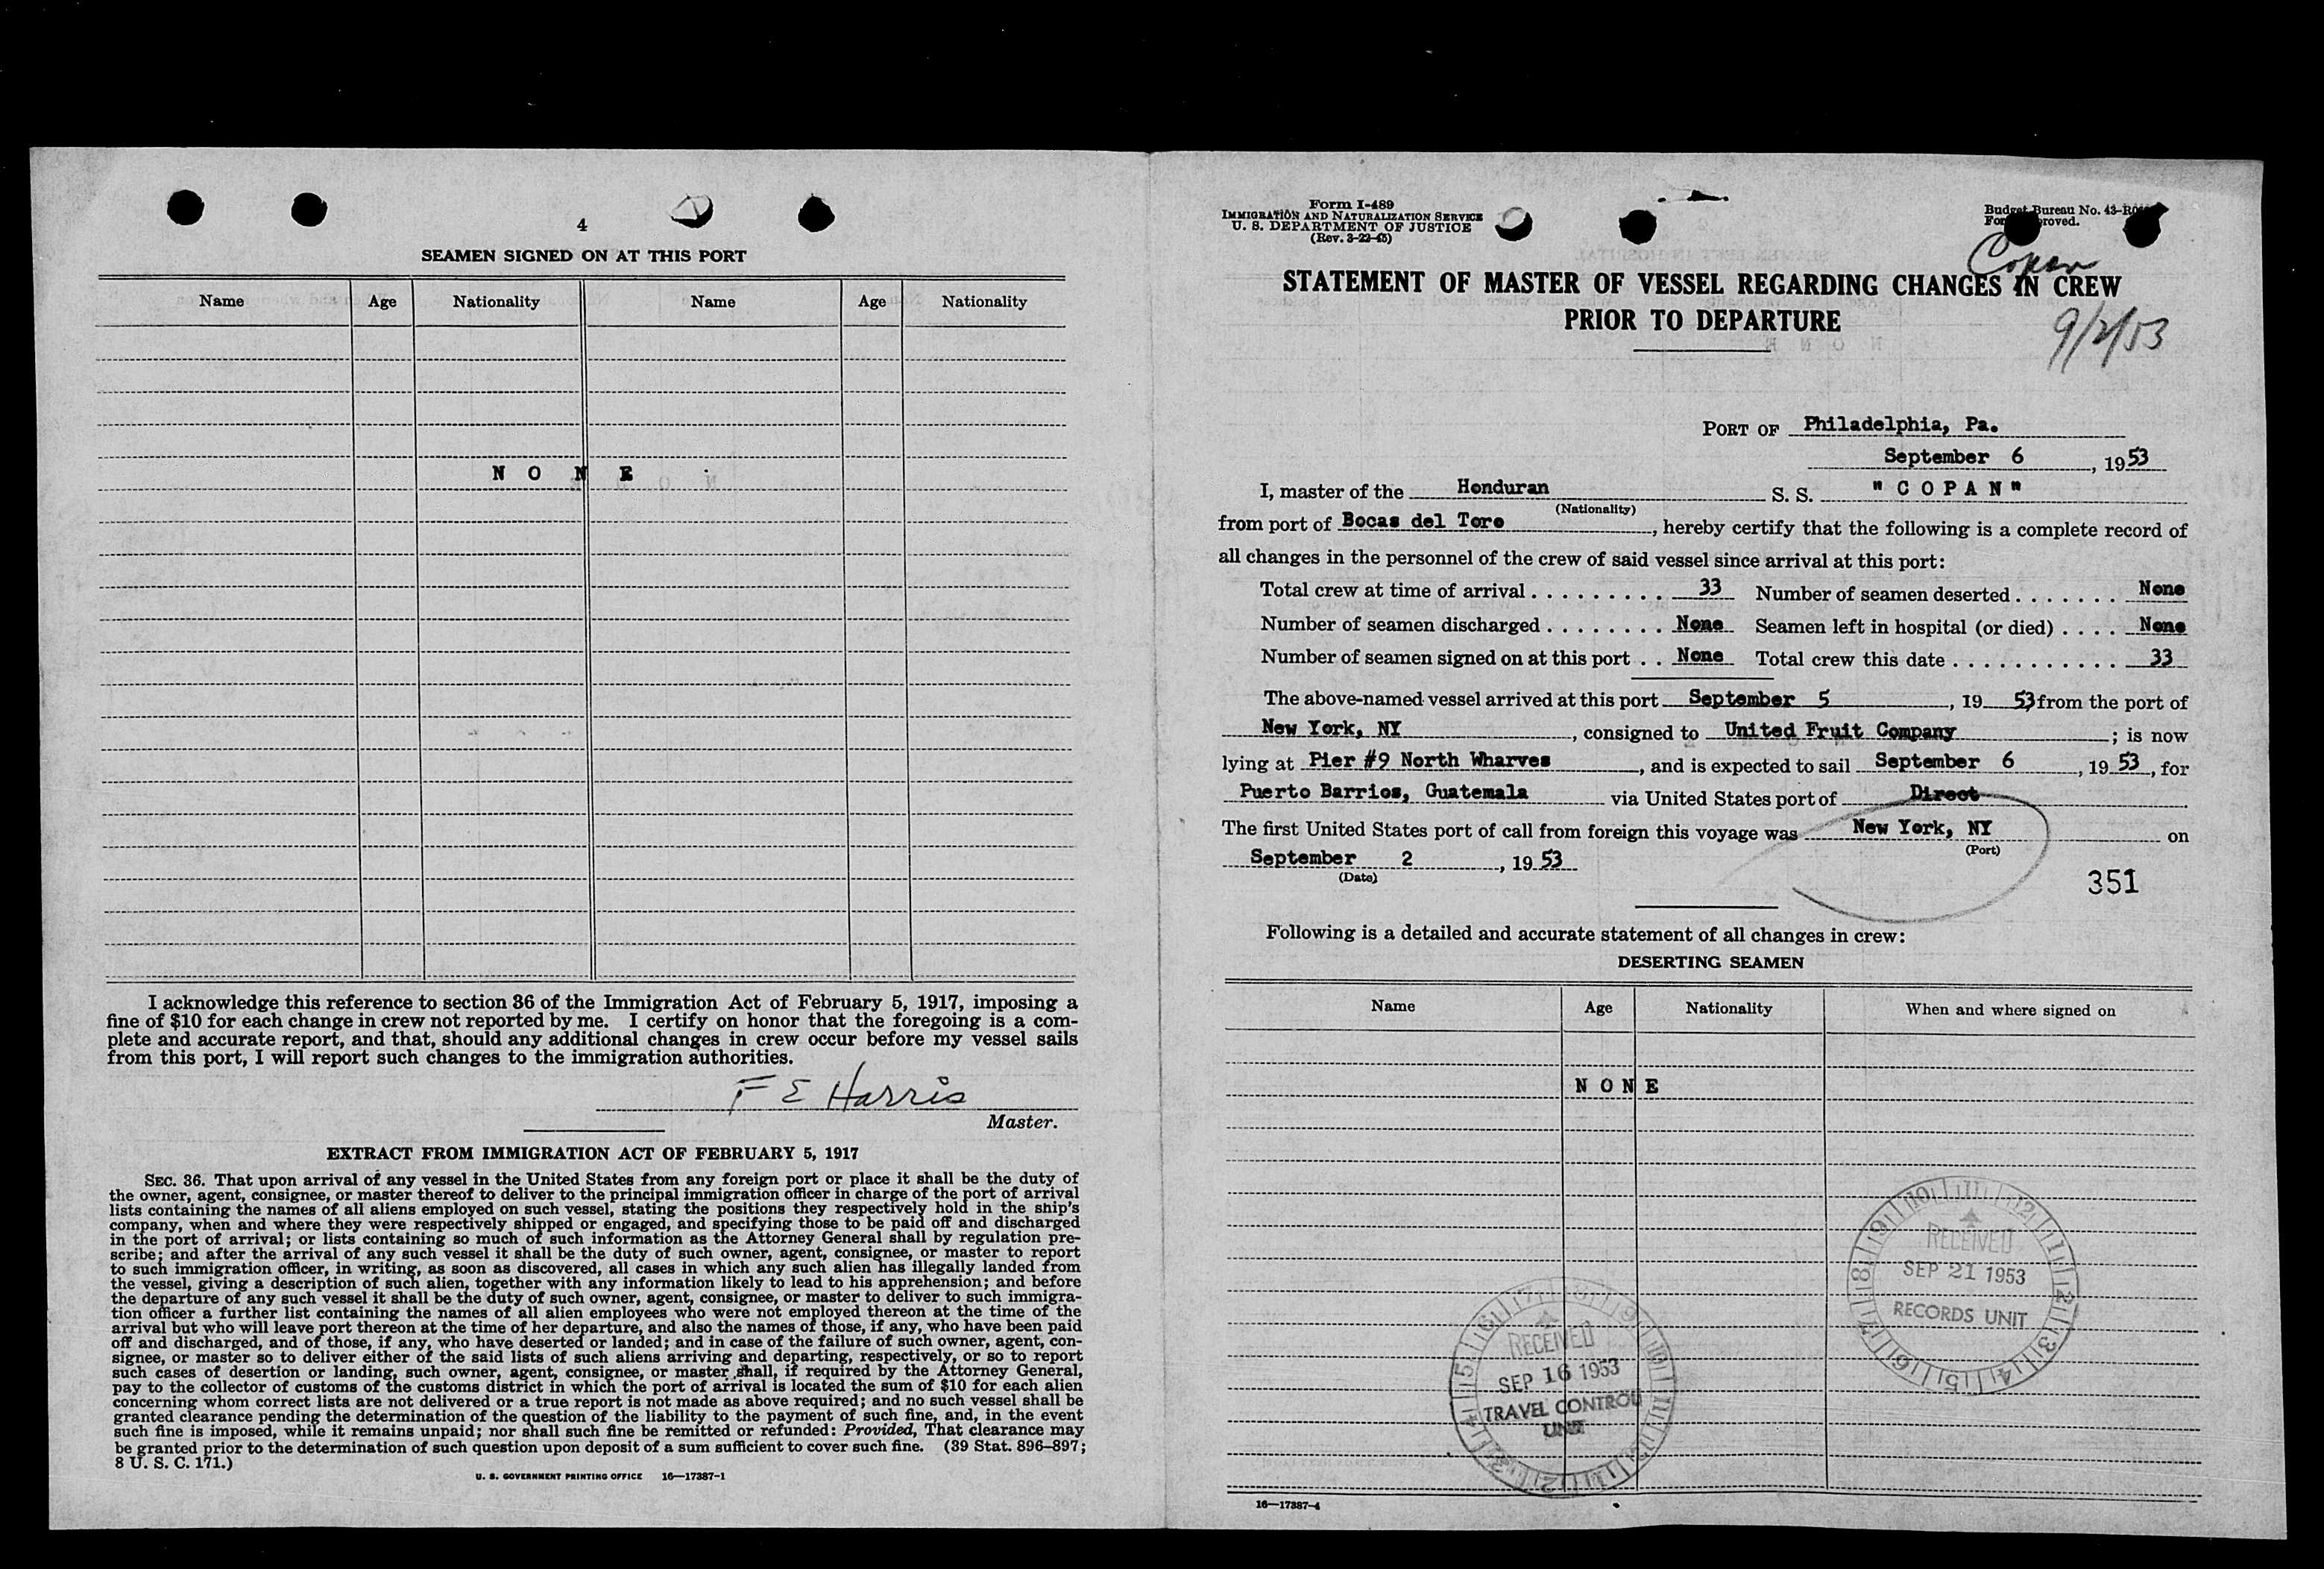 4
SEAMEN SIGNED ON AT THIS PORT
Name Age Nationality Name Age Nationality
N O N E
I acknowledge this reference to section 36 of the Immigration Act of February 5, 1917, imposing a
fine of $10 for each change in crew not reported by me. I certify on honor that the foregoing is a com-
plete and accurate report, and that, should any additional changes in crew occur before my vessel sails
from this port, I will report such changes to the immigration authorities.
F E Harris
Master.
EXTRACT FROM IMMIGRATION ACT OF FEBRUARY 5, 1917
SEC. 36. That upon arrival of any vessel in the United States from any foreign port or place it shall be the duty of
the owner, agent, consignee, or master thereof to deliver to the principal immigration officer in charge of the port of arrival
lists containing the names of all aliens employed on such vessel, stating the positions they respectively hold in the ship's
company, when and where they were respectively shipped or engaged, and specifying those to be paid off and discharged
in the port of arrival; or lists containing so much of such information as the Attorney General shall by regulation pre-
scribe; and after the arrival of any such vessel it shall be the duty of such owner, agent, consignee, or master to report
to such immigration officer, in writing, as soon as discovered, all cases in which any such alien has illegally landed from
the vessel, giving a description of such alien, together with any information likely to lead to his apprehension; and before
the departure of any such vessel it shall be the duty of such owner, agent, consignee, or master to deliver to such immigra-
tion officer a further list containing the names of all alien employees who were not employed thereon at the time of the
arrival but who will leave port thereon at the time of her departure, and also the names of those, if any, who have been paid
off and discharged, and of those, if any, who have deserted or landed; and in case of the failure of such owner, agent, con-
signee, or master so to deliver either of the said lists of such aliens arriving and departing, respectively, or so to report
such cases of desertion or landing, such owner, agent, consignee, or master shall, if required by the Attorney General,
pay to the collector of customs of the customs district in which the port of arrival is located the sum of $10 for each alien
concerning whom correct lists are not delivered or a true report is not made as above required; and no such vessel shall be
granted clearance pending the determination of the question of the liability to the payment of such fine, and, in the event
such fine is imposed, while it remains unpaid; nor shall such fine be remitted or refunded: Provided, That clearance may
be granted prior to the determination of such question upon deposit of a sum sufficient to cover such fine. (39 Stat. 896–897;
8 U. S. C. 171.)
U. S. GOVERNMENT PRINTING OFFICE 16—17387-1
Form I-489
IMMIGRATION AND NATURALIZATION SERVICE
U. S. DEPARTMENT OF JUSTICE
(Rev. 3-22-45)
Budget Bureau No.
Copan
STATEMENT OF MASTER OF VESSEL REGARDING CHANGES IN CREW
PRIOR TO DEPARTURE
9/2/53
PORT OF Philadelphia, Pa.
September 6, 1953
I, master of the Honduran S. S. "COPAN"
(Nationality)
from port of Bocas del Toro, hereby certify that the following is a complete record of
all changes in the personnel of the crew of said vessel since arrival at this port:
Total crew at time of arrival . . . . . . . . . 33 Number of seamen deserted . . . . . . . None
Number of seamen discharged . . . . . . . . None Seamen left in hospital (or died) . . . . None
Number of seamen signed on at this port . . None Total crew this date . . . . . . . . . . . . 33
The above-named vessel arrived at this port September 5, 19 53 from the port of
New York, NY, consigned to United Fruit Company; is now
lying at Pier #9 North Wharves, and is expected to sail September 6, 19 53, for
Puerto Barrios, Guatemala via United States port of Direct
The first United States port of call from foreign this voyage was New York, NY on
(Port)
September 2, 19 53
(Date)
351
Following is a detailed and accurate statement of all changes in crew:
DESERTING SEAMEN
Name Age Nationality When and where signed on
N O N E
RECEIVED
SEP 21 1953
RECORDS UNIT
RECEIVED
SEP 16 1953
TRAVEL CONTROL
UNIT
16—17387-4